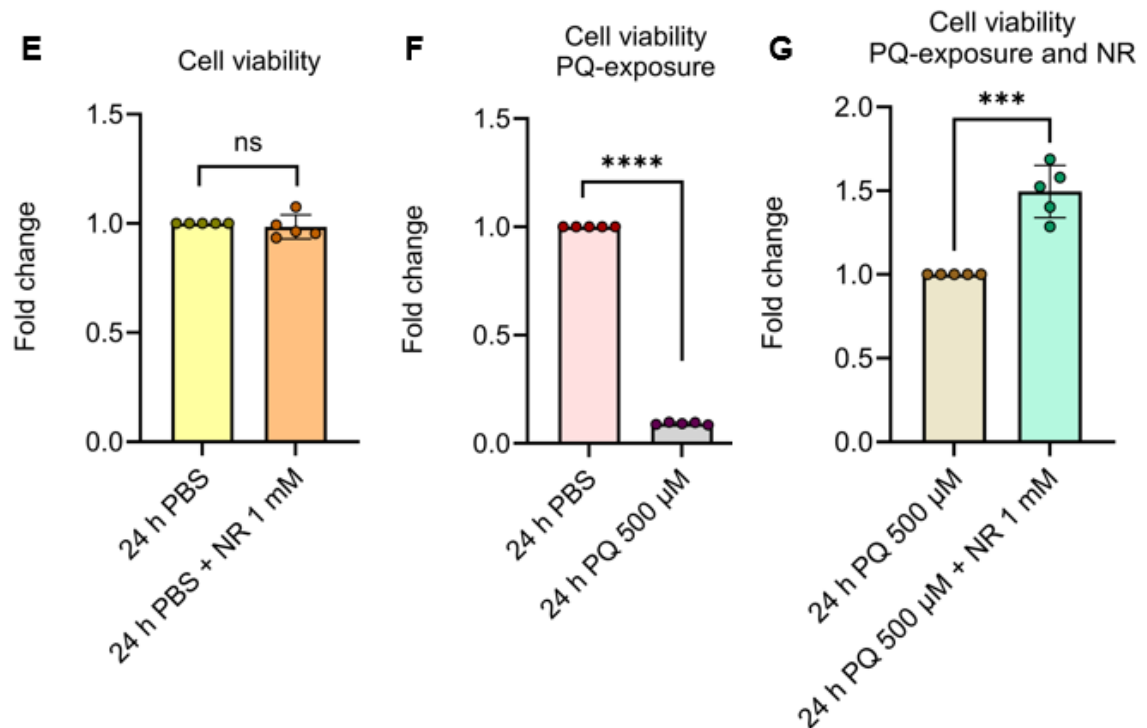 E
Cell viability
Fold change
1.5
1.0
0.5
0.0
ns
24 h PBS
24 h PBS + NR 1 mM
F
Cell viability
PQ-exposure
Fold change
1.5
1.0
0.5
0.0
****
24 h PBS
24 h PQ 500 µM
G
Cell viability
PQ-exposure and NR
Fold change
2.0
1.5
1.0
0.5
0.0
***
24 h PQ 500 µM
24 h PQ 500 µM + NR 1 mM